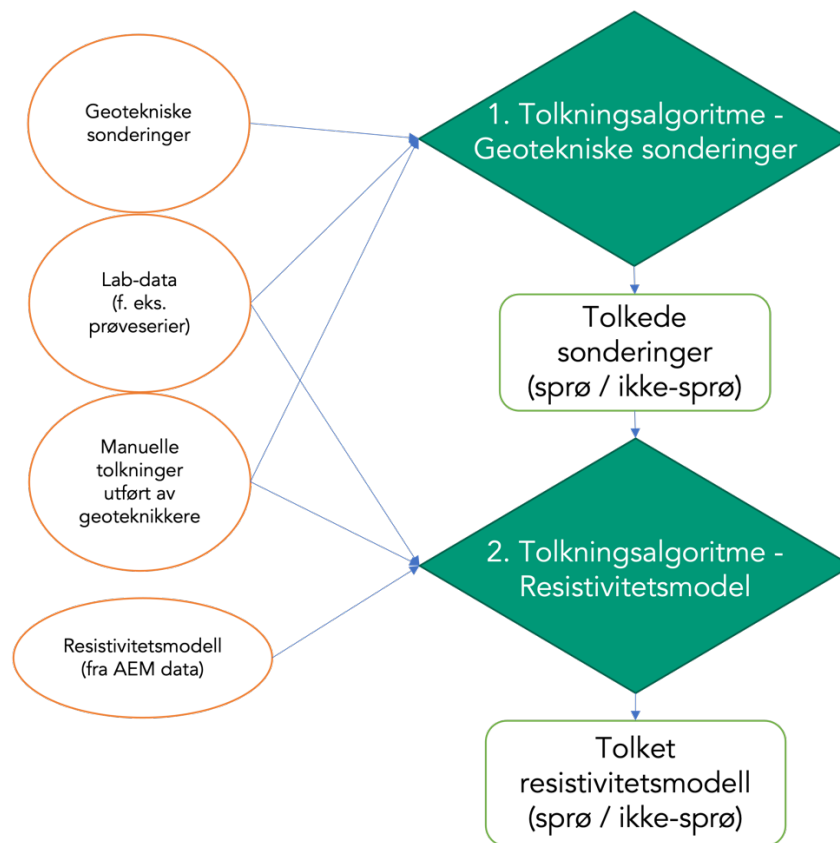 Geotekniske
sonderinger
Lab-data
(f. eks.
prøveserier)
Manuelle
tolkninger
utført av
geoteknikkere
Resistivitetsmodell
(fra AEM data)
1. Tolkningsalgoritme -
Geotekniske sonderinger
Tolkede
sonderinger
(sprø / ikke-sprø)
2. Tolkningsalgoritme -
Resistivitetsmodel
Tolket
resistivitetsmodell
(sprø / ikke-sprø)